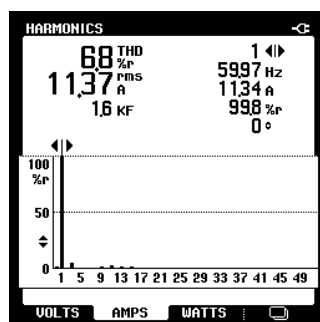 HARMONICS
6.8 THD %r
11.37 rms A
1.6 KF
1
59.97 Hz
11.34 A
99.8 %r
0 °
100
%r
50
0
1 5 9 13 17 21 25 29 33 37 41 45 49
VOLTS AMPS WATTS